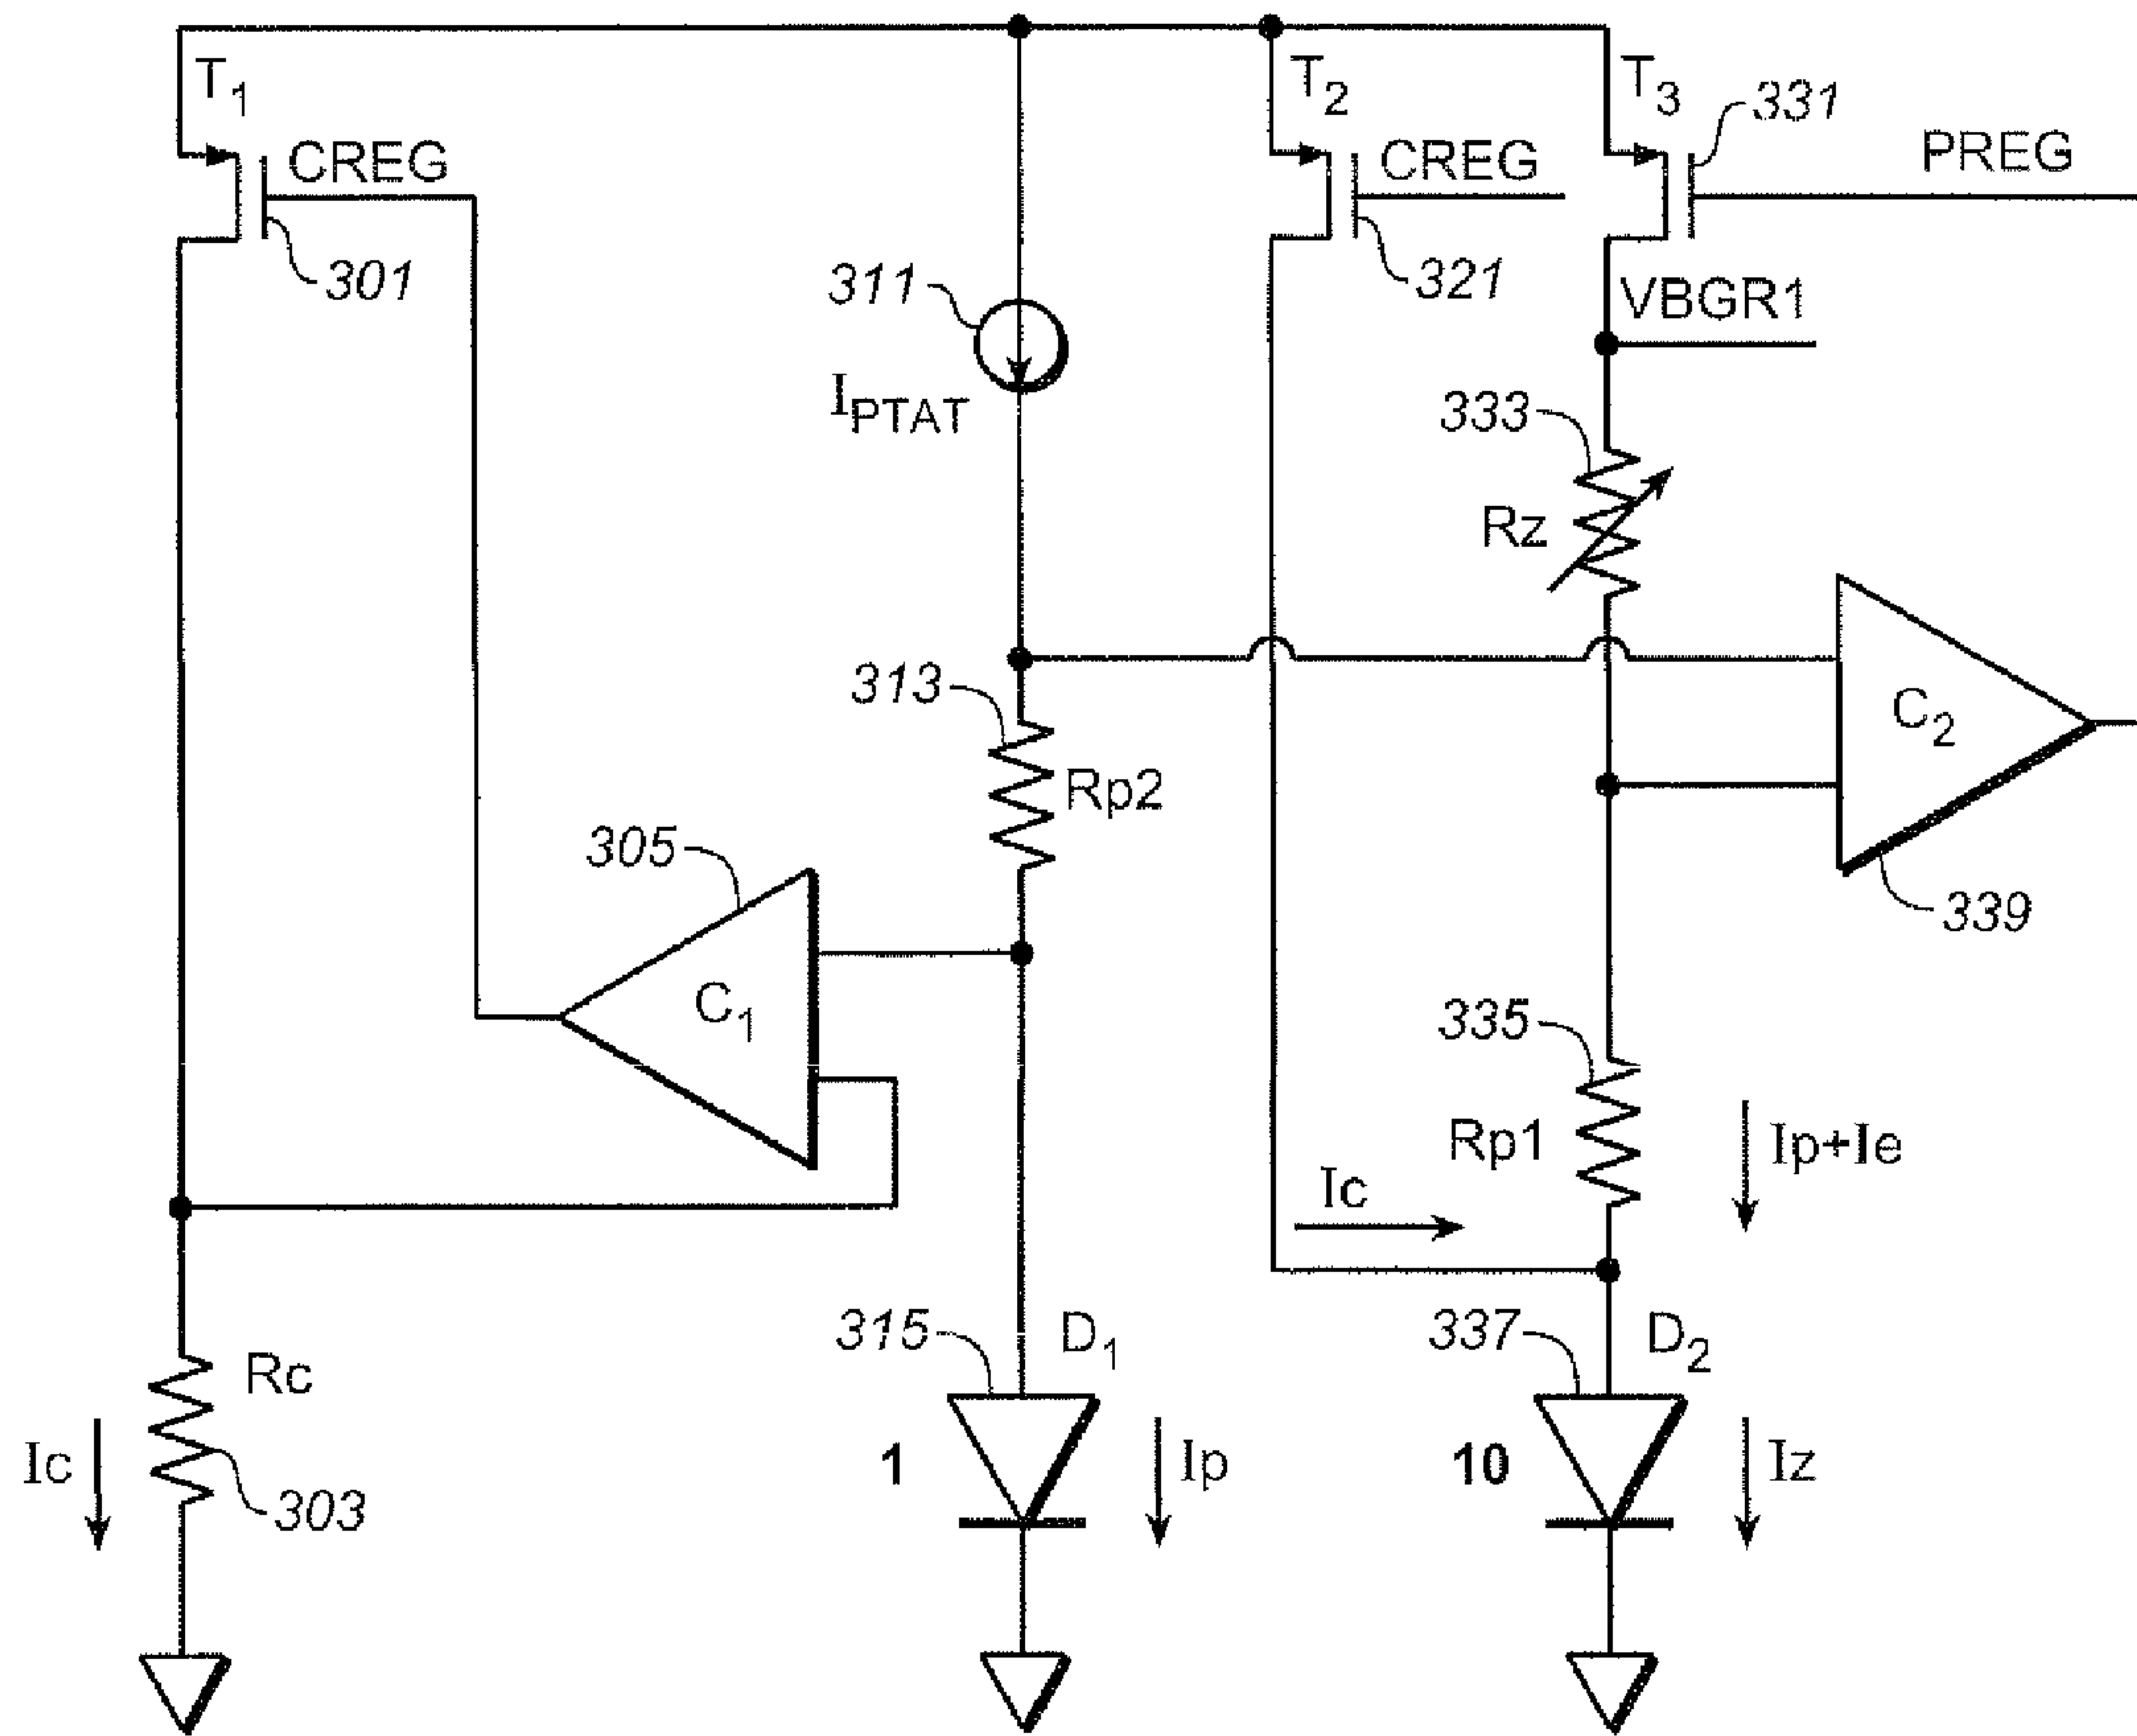 T1
CREG
301
311
IPTAT
T2
CREG
321
T3
331
PREG
VBGR1
333
Rz
313
Rp2
C2
339
305
C1
335
Rp1
Ip+Ie
Ic
Rc
Ic
303
315
D1
1
Ip
337
D2
10
Iz